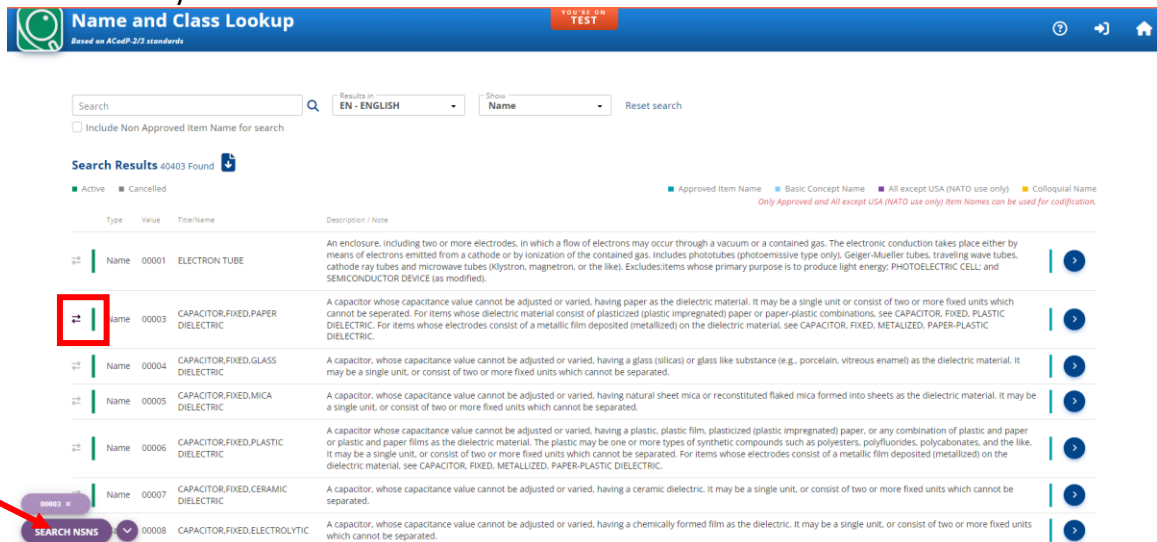 Name and Class Lookup
Based on ACodP-2/3 standards
YOU'RE ON
TEST
Search
Results in
EN - ENGLISH
Show
Name
Reset search
Include Non Approved Item Name for search
Search Results 40403 Found
Active Cancelled
Approved Item Name Basic Concept Name All except USA (NATO use only) Colloquial Name
Only Approved and All except USA (NATO use only) Item Names can be used for codification.
Type Value Title/Name Description / Note
Name 00001 ELECTRON TUBE
An enclosure, including two or more electrodes, in which a flow of electrons may occur through a vacuum or a contained gas. The electronic conduction takes place either by
means of electrons emitted from a cathode or by ionization of the contained gas. Includes phototubes (photoemissive type only), Geiger-Mueller tubes, traveling wave tubes,
cathode ray tubes and microwave tubes (Klystron, magnetron, or the like). Excludes:items whose primary purpose is to produce light energy: PHOTOELECTRIC CELL; and
SEMICONDUCTOR DEVICE (as modified).
Name 00003 CAPACITOR,FIXED,PAPER
DIELECTRIC
A capacitor whose capacitance value cannot be adjusted or varied, having paper as the dielectric material. It may be a single unit or consist of two or more fixed units which
cannot be separated. For items whose dielectric material consist of plasticized (plastic impregnated) paper or paper-plastic combinations, see CAPACITOR, FIXED, PLASTIC
DIELECTRIC. For items whose electrodes consist of a metallic film deposited (metallized) on the dielectric material, see CAPACITOR, FIXED, METALIZED, PAPER-PLASTIC
DIELECTRIC.
Name 00004 CAPACITOR,FIXED,GLASS
DIELECTRIC
A capacitor, whose capacitance value cannot be adjusted or varied, having a glass (silicas) or glass like substance (e.g., porcelain, vitreous enamel) as the dielectric material. It
may be a single unit, or consist of two or more fixed units which cannot be separated.
Name 00005 CAPACITOR,FIXED,MICA
DIELECTRIC
A capacitor, whose capacitance value cannot be adjusted or varied, having natural sheet mica or reconstituted flaked mica formed into sheets as the dielectric material. It may be
a single unit, or consist of two or more fixed units which cannot be separated.
Name 00006 CAPACITOR,FIXED,PLASTIC
DIELECTRIC
A capacitor whose capacitance value cannot be adjusted or varied, having a plastic, plastic film, plasticized (plastic impregnated) paper, or any combination of plastic and paper
or plastic and paper films as the dielectric material. The plastic may be one or more types of synthetic compounds such as polyesters, polyfluorides, polycabonates, and the like.
It may be a single unit, or consist of two or more fixed units which cannot be separated. For items whose electrodes consist of a metallic film deposited (metallized) on the
dielectric material, see CAPACITOR, FIXED, METALLIZED, PAPER-PLASTIC DIELECTRIC.
Name 00007 CAPACITOR,FIXED,CERAMIC
DIELECTRIC
A capacitor, whose capacitance value cannot be adjusted or varied, having a ceramic dielectric. It may be a single unit, or consist of two or more fixed units which cannot be
separated.
00003 ×
SEARCH NSNS
00008 CAPACITOR,FIXED,ELECTROLYTIC
A capacitor, whose capacitance value cannot be adjusted or varied, having a chemically formed film as the dielectric. It may be a single unit, or consist of two or more fixed units
which cannot be separated.